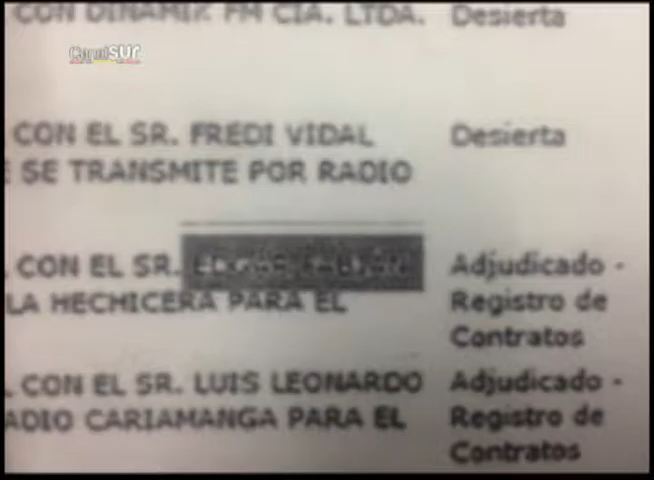 CON DINAMIK FM CIA. LTDA. Desierta
CanalSUR
CON EL SR. FREDI VIDAL Desierta
E SE TRANSMITE POR RADIO
CON EL SR. Adjudicado -
LA HECHICERA PARA EL Registro de
Contratos
CON EL SR. LUIS LEONARDO Adjudicado -
ADIO CARIAMANGA PARA EL Registro de
Contratos